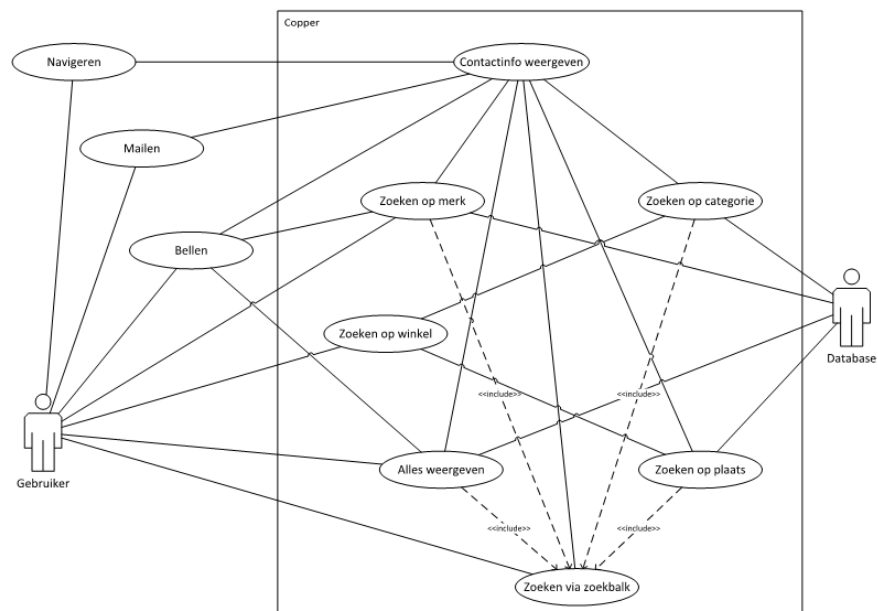 Copper
Navigeren
Contactinfo weergeven
Mailen
Zoeken op merk
Zoeken op categorie
Bellen
Zoeken op winkel
Database
<<include>>
<<include>>
Alles weergeven
Zoeken op plaats
Gebruiker
<<include>>
<<include>>
Zoeken via zoekbalk